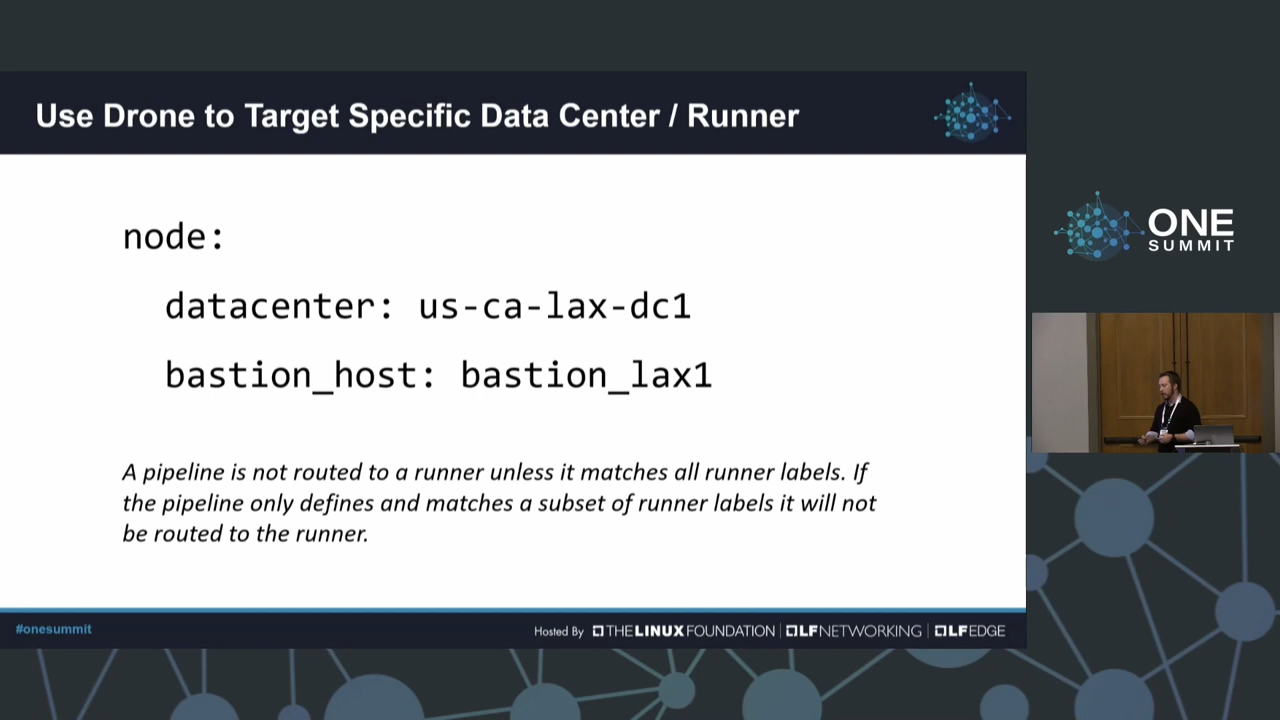 Use Drone to Target Specific Data Center / Runner
node:
datacenter: us-ca-lax-dc1
bastion_host: bastion_lax1
A pipeline is not routed to a runner unless it matches all runner labels. If
the pipeline only defines and matches a subset of runner labels it will not
be routed to the runner.
#onesummit
Hosted By THE LINUX FOUNDATION | LF NETWORKING | LF EDGE
ONE
SUMMIT